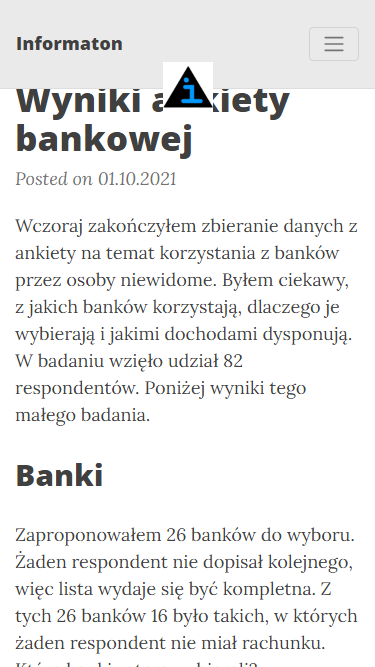 Informaton
Wyniki ankiety
bankowej
Posted on 01.10.2021
Wczoraj zakończyłem zbieranie danych z
ankiety na temat korzystania z banków
przez osoby niewidome. Byłem ciekawy,
z jakich banków korzystają, dlaczego je
wybierają i jakimi dochodami dysponują.
W badaniu wzięło udział 82
respondentów. Poniżej wyniki tego
małego badania.
Banki
Zaproponowałem 26 banków do wyboru.
Żaden respondent nie dopisał kolejnego,
więc lista wydaje się być kompletna. Z
tych 26 banków 16 było takich, w których
żaden respondent nie miał rachunku.